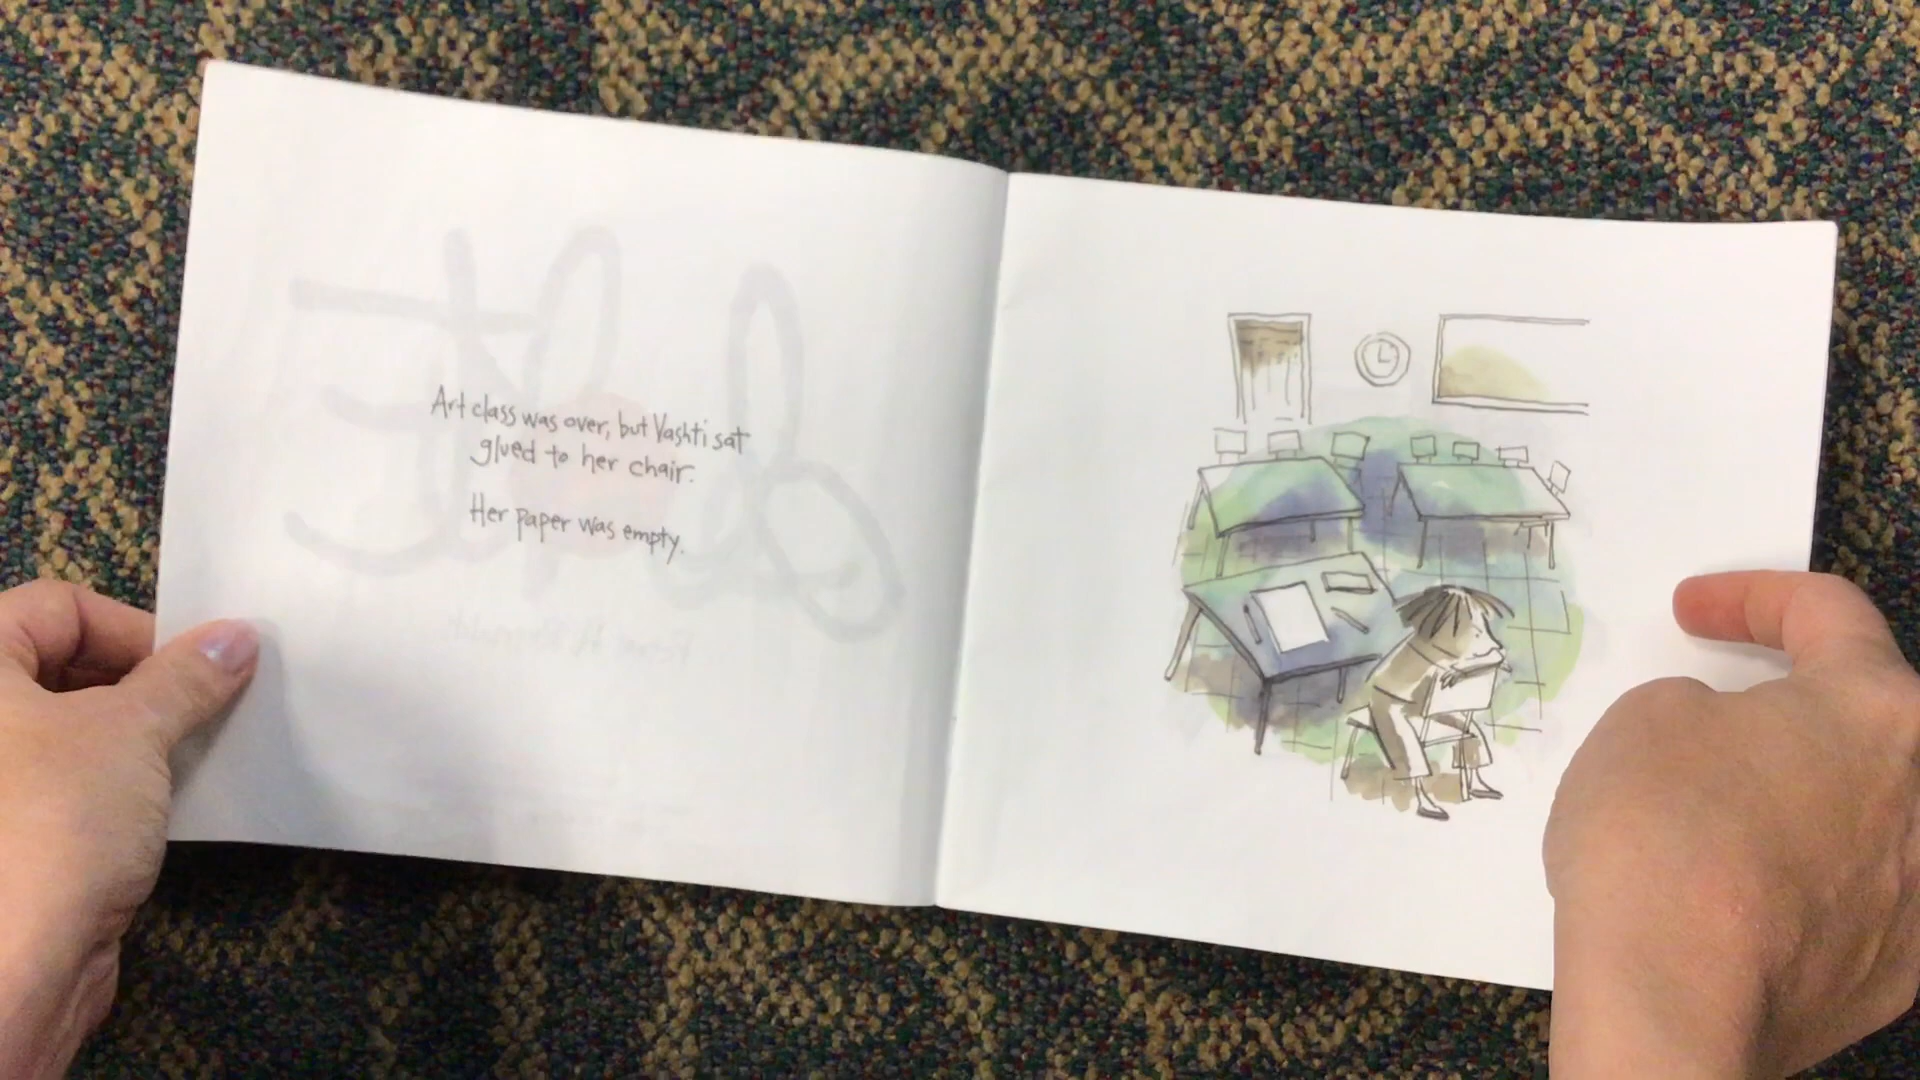 Art class was over, but Vashti sat
glued to her chair.
Her paper was empty.